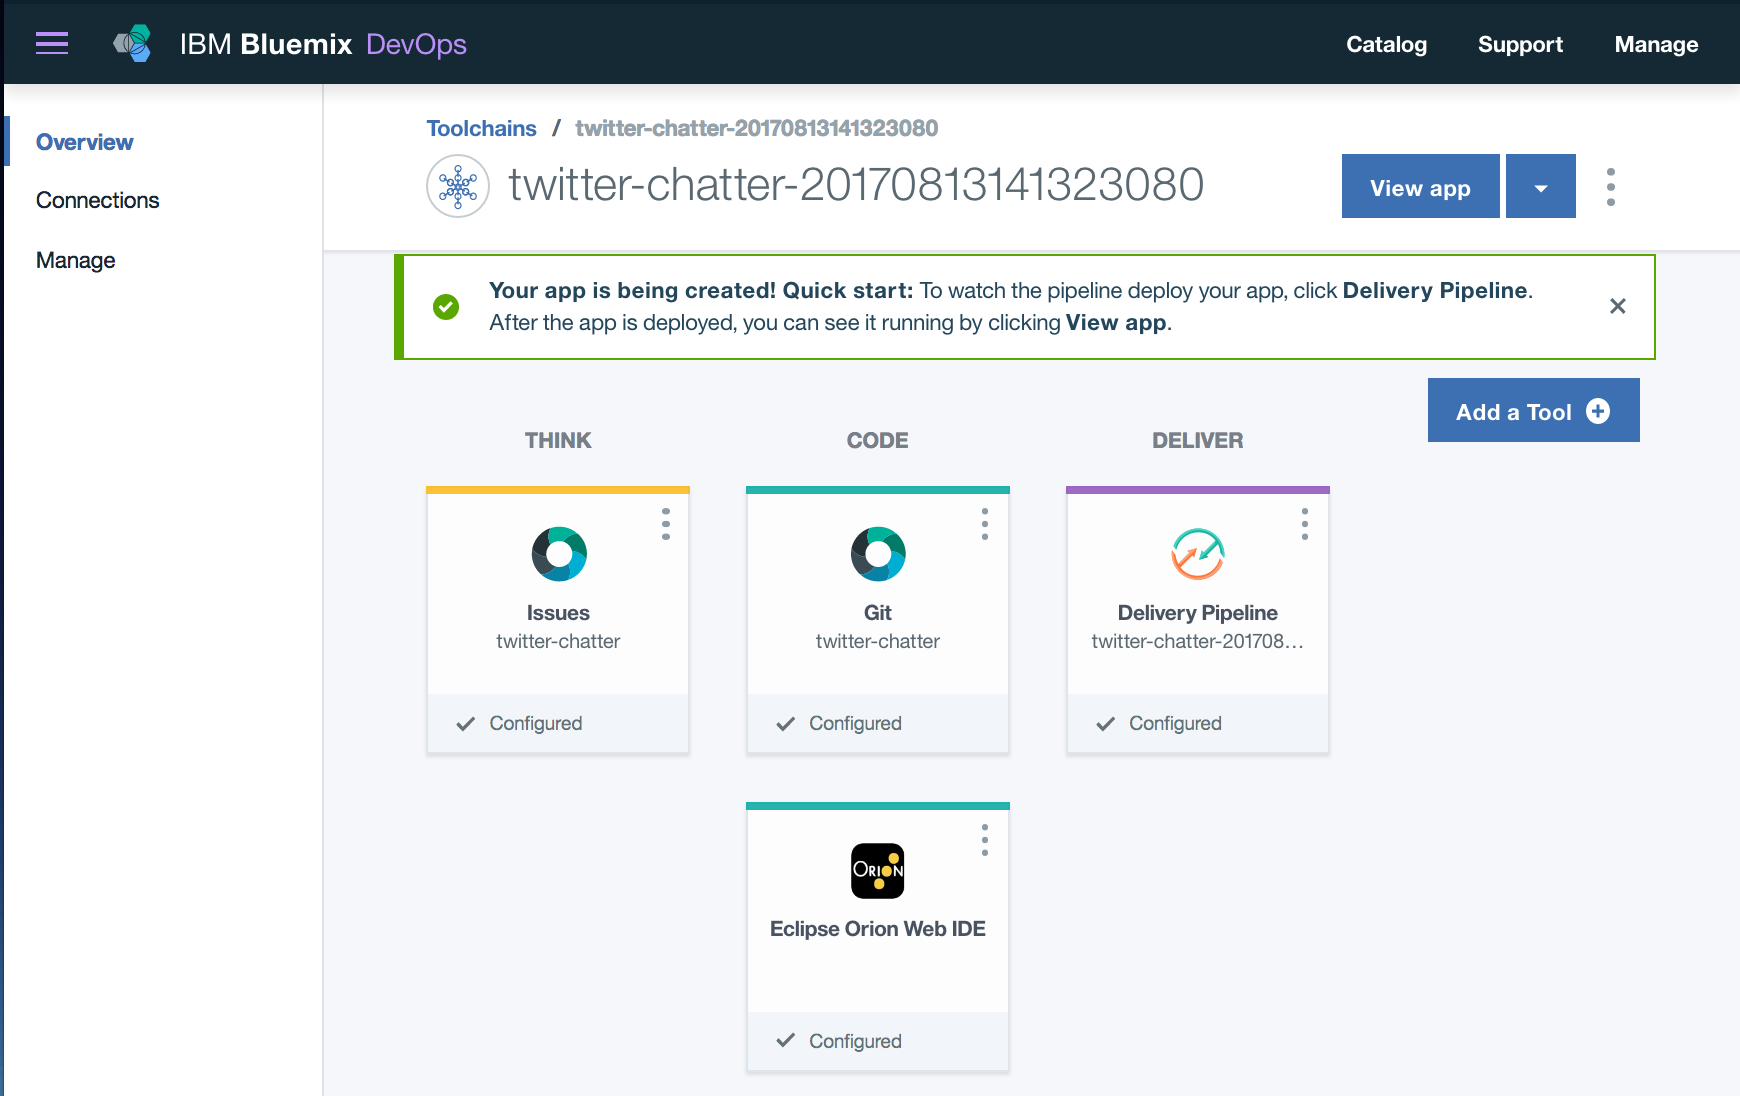 IBM Bluemix DevOps
Catalog
Support
Manage
Overview
Connections
Manage
Toolchains / twitter-chatter-20170813141323080
twitter-chatter-20170813141323080
View app
Your app is being created! Quick start: To watch the pipeline deploy your app, click Delivery Pipeline.
After the app is deployed, you can see it running by clicking View app.
Add a Tool
THINK
CODE
DELIVER
Issues
twitter-chatter
Configured
Git
twitter-chatter
Configured
Delivery Pipeline
twitter-chatter-201708...
Configured
ORION
Eclipse Orion Web IDE
Configured